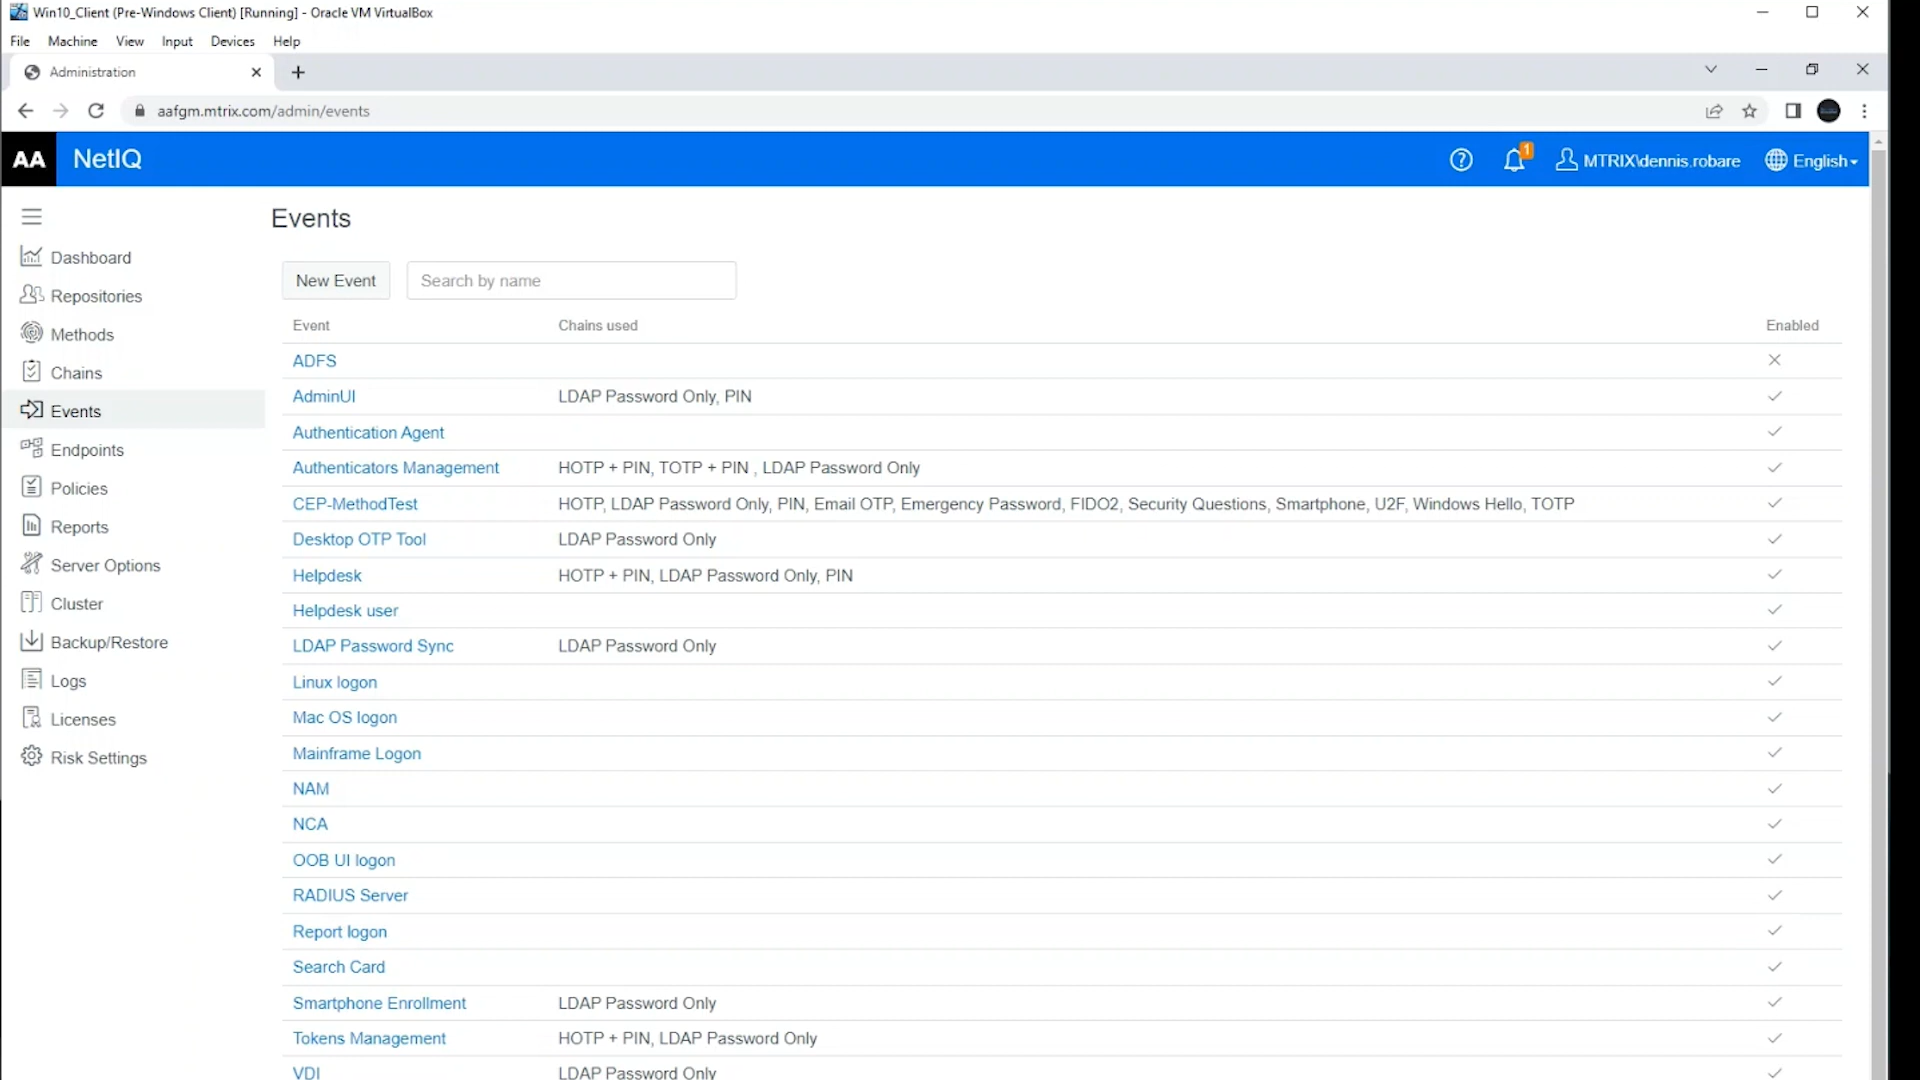 Win10_Client (Pre-Windows Client) [Running] - Oracle VM VirtualBox
File Machine View Input Devices Help
Administration
aafgm.mtrix.com/admin/events
AA NetIQ
1
MTRIX\dennis.robare English
Events
Dashboard
Repositories
Methods
Chains
Events
Endpoints
Policies
Reports
Server Options
Cluster
Backup/Restore
Logs
Licenses
Risk Settings
New Event Search by name
Event Chains used Enabled
ADFS
AdminUI LDAP Password Only, PIN
Authentication Agent
Authenticators Management HOTP + PIN, TOTP + PIN , LDAP Password Only
CEP-MethodTest HOTP, LDAP Password Only, PIN, Email OTP, Emergency Password, FIDO2, Security Questions, Smartphone, U2F, Windows Hello, TOTP
Desktop OTP Tool LDAP Password Only
Helpdesk HOTP + PIN, LDAP Password Only, PIN
Helpdesk user
LDAP Password Sync LDAP Password Only
Linux logon
Mac OS logon
Mainframe Logon
NAM
NCA
OOB UI logon
RADIUS Server
Report logon
Search Card
Smartphone Enrollment LDAP Password Only
Tokens Management HOTP + PIN, LDAP Password Only
VDI LDAP Password Only